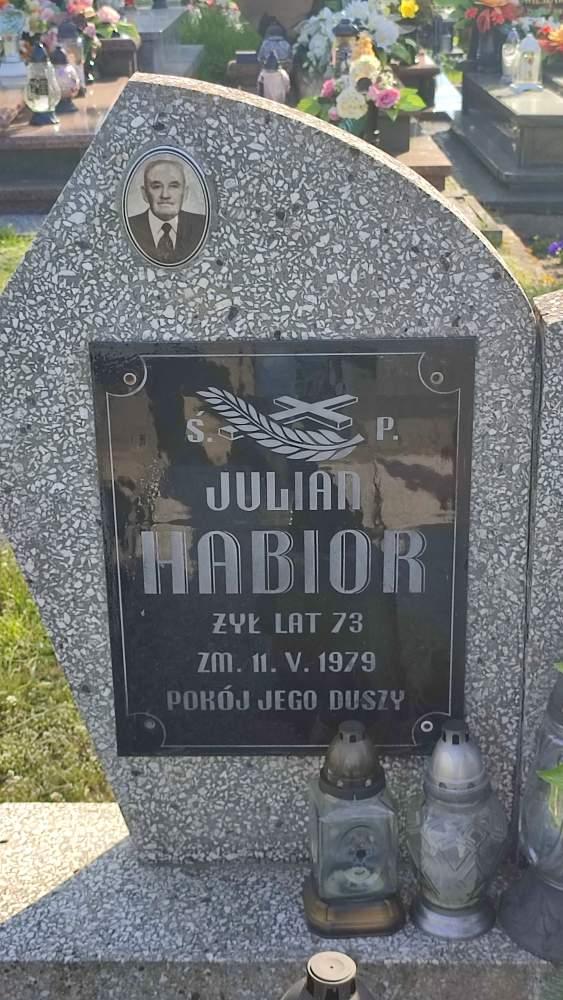 Ś. P.
JULIAN
HABIOR
ŻYŁ LAT 73
ZM. 11. V. 1979
POKÓJ JEGO DUSZY